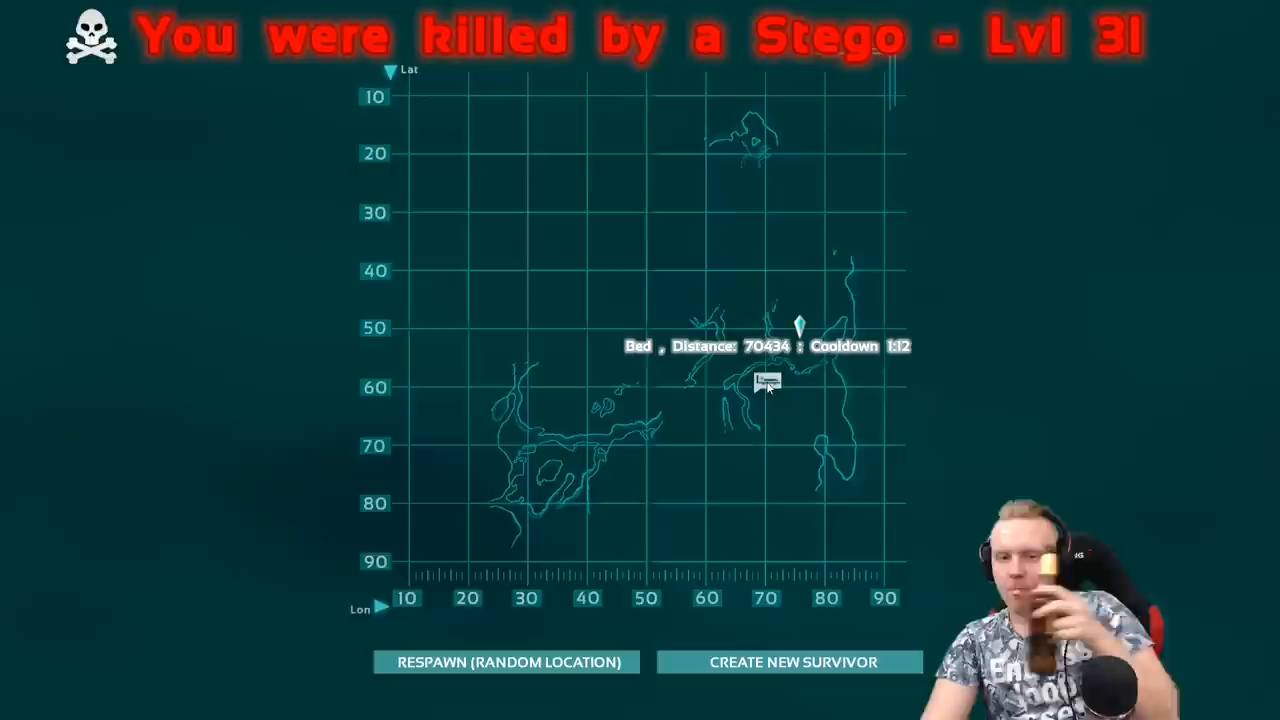 You were killed by a Stego - Lvl 31
Lat
10
20
30
40
50
Bed , Distance: 70434 : Cooldown 1:12
60
70
80
90
Lon
10 20 30 40 50 60 70 80 90
RESPAWN (RANDOM LOCATION)
CREATE NEW SURVIVOR